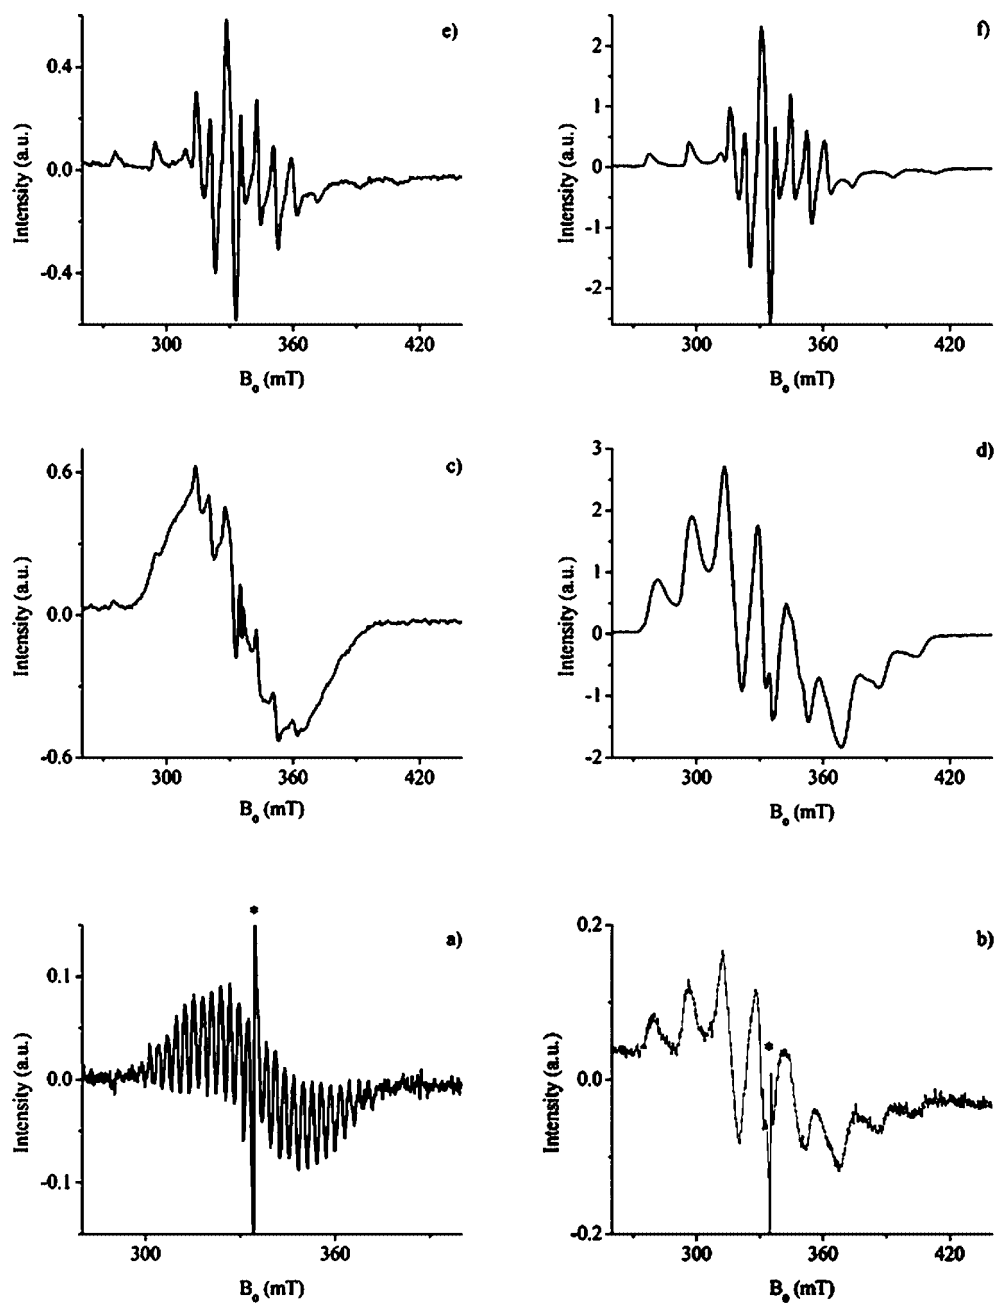 e)
Intensity (a.u.)
0.4
0.0
-0.4
300 360 420
B₀ (mT)
f)
Intensity (a.u.)
2
1
0
-1
-2
300 360 420
B₀ (mT)
c)
Intensity (a.u.)
0.6
0.0
-0.6
300 360 420
B₀ (mT)
d)
Intensity (a.u.)
3
2
1
0
-1
-2
300 360 420
B₀ (mT)
a)
*
Intensity (a.u.)
0.1
0.0
-0.1
300 360
B₀ (mT)
b)
*
Intensity (a.u.)
0.2
0.0
-0.2
300 360 420
B₀ (mT)